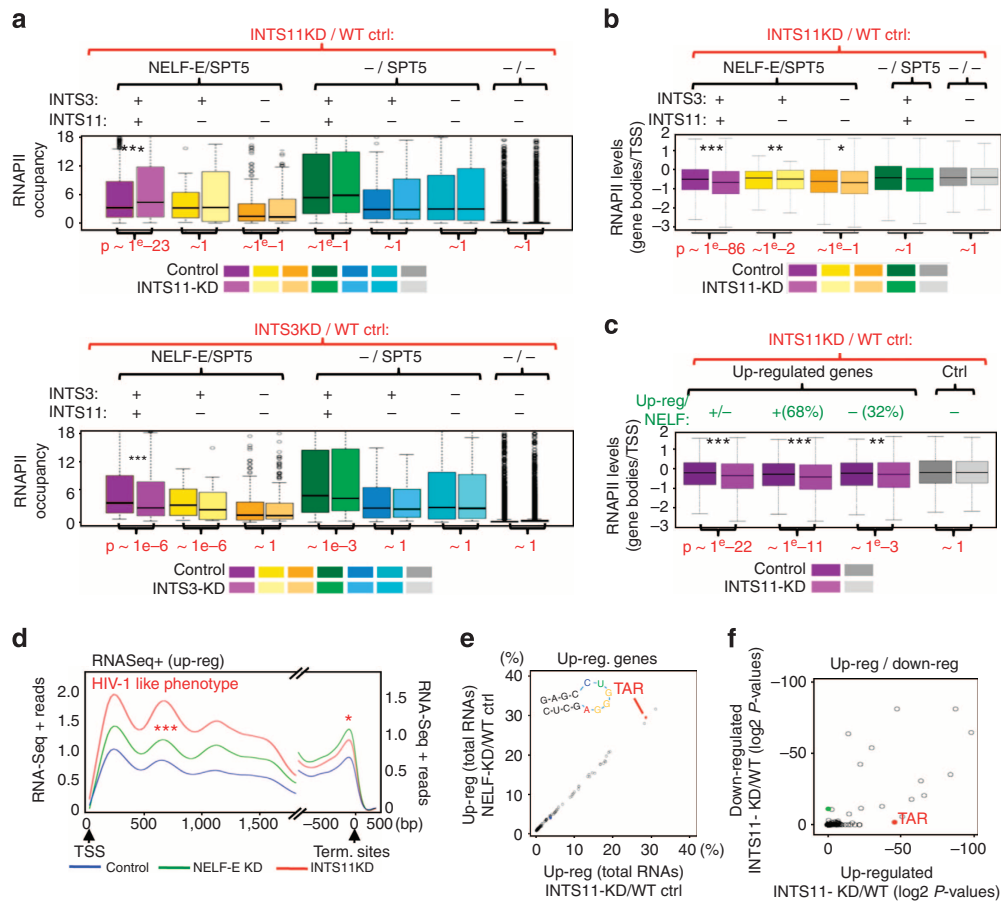 a
INTS11KD / WT ctrl:
NELF-E/SPT5 – / SPT5 – / –
INTS3: + + – + + – –
INTS11: + – – + – – –
RNAPII occupancy
18
12
6
0
***
p ~ 1e–23 ~1 ~1e–1 ~1e–1 ~1 ~1 ~1
Control
INTS11-KD
INTS3KD / WT ctrl:
NELF-E/SPT5 – / SPT5 – / –
INTS3: + + – + + – –
INTS11: + – – + – – –
RNAPII occupancy
18
12
6
0
***
p ~ 1e–6 ~ 1e–6 ~ 1 ~ 1e–3 ~ 1 ~ 1 ~ 1
Control
INTS3-KD
b
INTS11KD / WT ctrl:
NELF-E/SPT5 – / SPT5 – / –
INTS3: + + – + –
INTS11: + – – + –
RNAPII levels (gene bodies/TSS)
2
1
0
–1
–2
–3
*** ** *
p ~ 1e–86 ~1e–2 ~1e–1 ~1 ~1
Control
INTS11-KD
c
INTS11KD / WT ctrl:
Up-regulated genes Ctrl
Up-reg/ NELF: +/– +(68%) – (32%) –
RNAPII levels (gene bodies/TSS)
2
1
0
–1
–2
–3
*** *** **
p ~ 1e–22 ~ 1e–11 ~ 1e–3 ~ 1
Control
INTS11-KD
d
RNASeq+ (up-reg)
HIV-1 like phenotype
RNA-Seq + reads
2.0
1.5
1.0
0.5
0
*** *
1.5
1.0
0.5
0
RNA-Seq + reads
0 500 1,000 1,500 –500 0 500 (bp)
TSS Term. sites
Control NELF-E KD INTS11KD
e
(%)
Up-reg. genes
Up-reg (total RNAs) NELF-KD/WT ctrl
40
30
20
10
0
G-A-G-C C U G G G A G-C-U-C
TAR
0 10 20 30 40 (%)
Up-reg (total RNAs)
INTS11-KD/WT ctrl
f
Up-reg / down-reg
Down-regulated INTS11- KD/WT (log2 P-values)
–100
–50
0
TAR
0 –50 –100
Up-regulated
INTS11- KD/WT (log2 P-values)